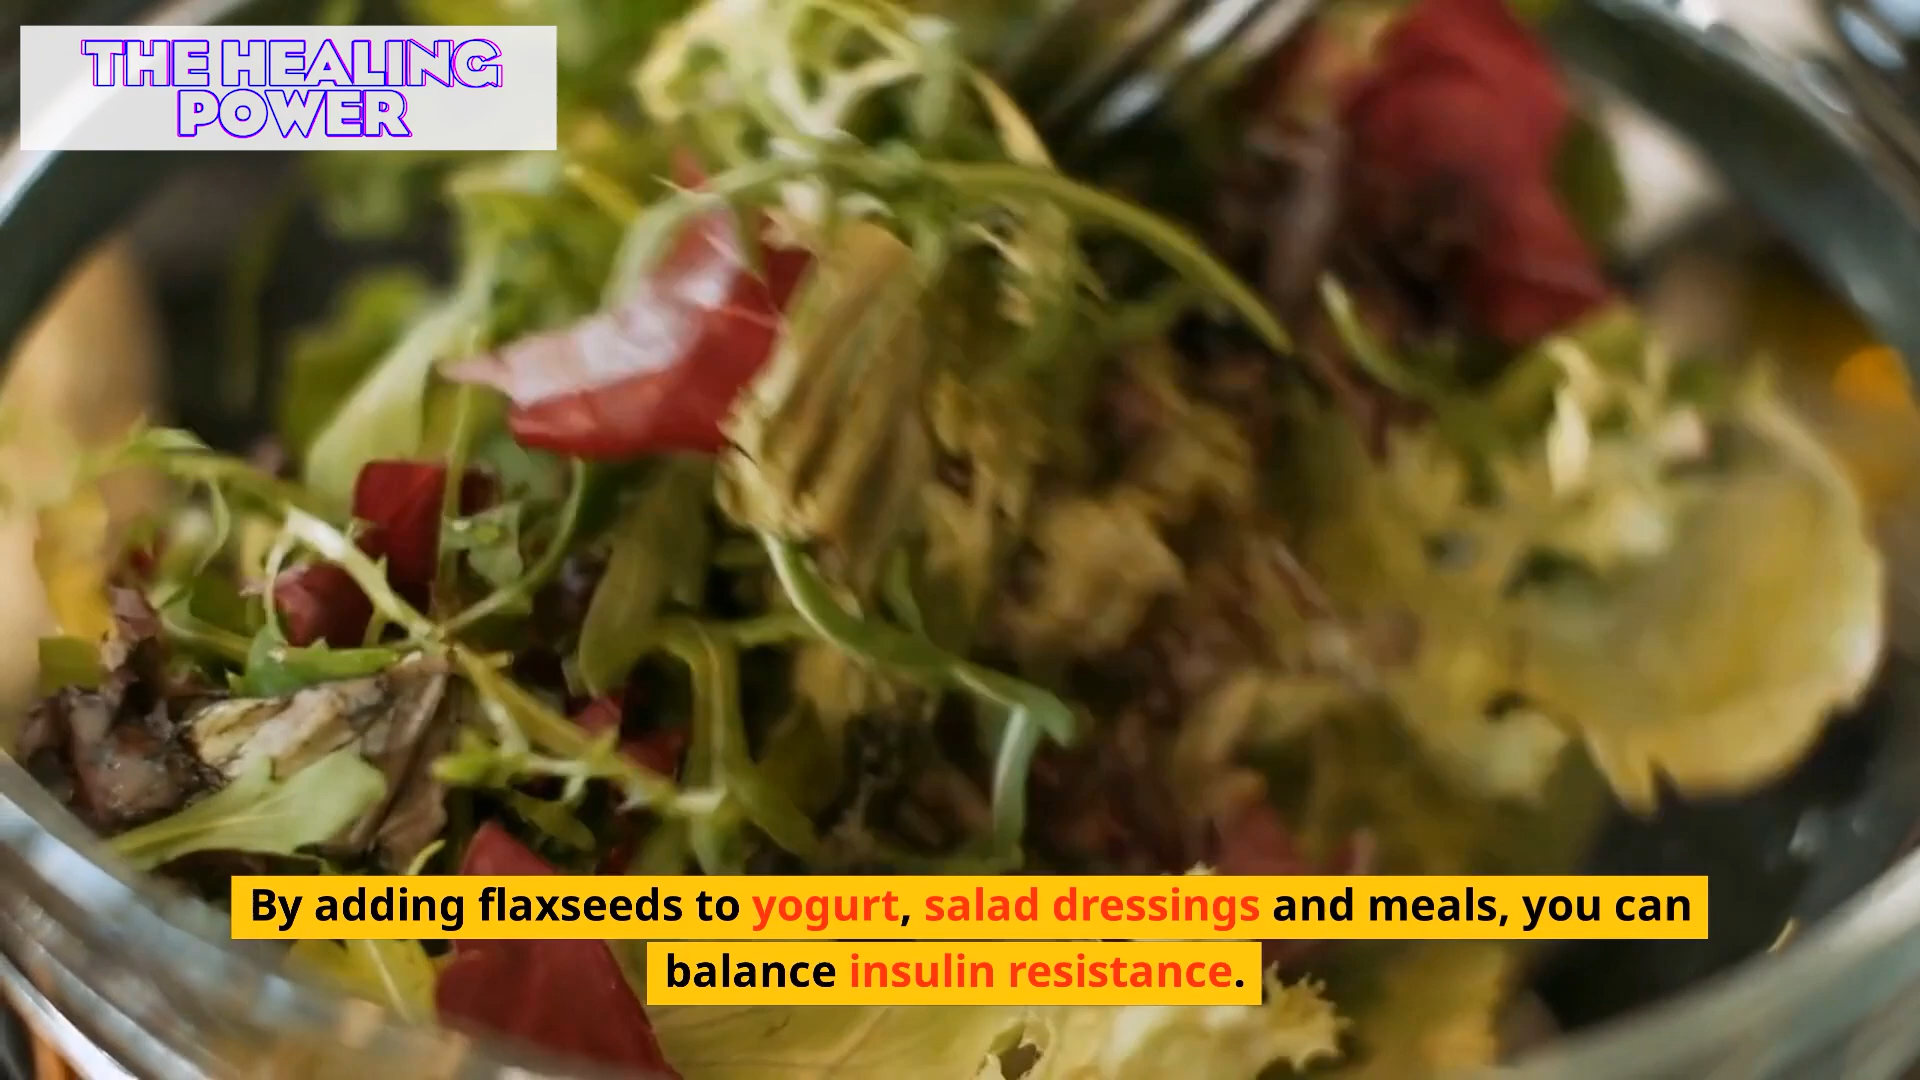 THE HEALING
POWER
By adding flaxseeds to yogurt, salad dressings and meals, you can
balance insulin resistance.